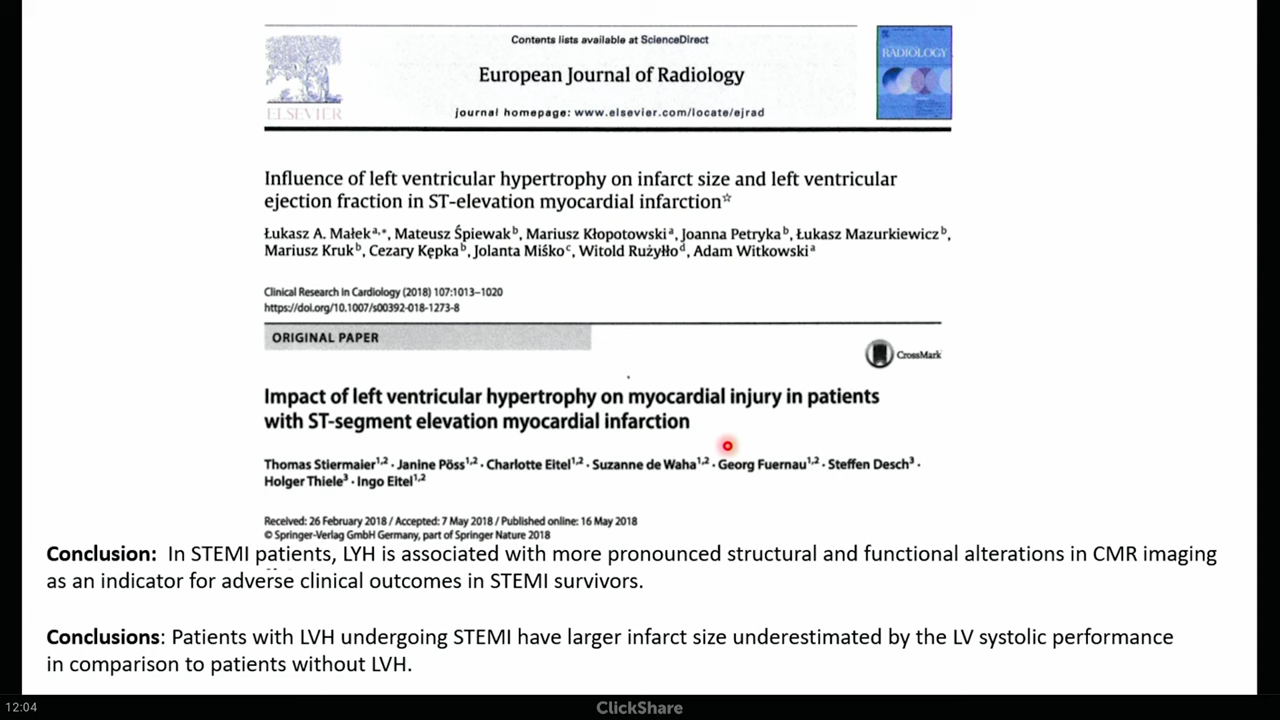 Contents lists available at ScienceDirect
European Journal of Radiology
journal homepage: www.elsevier.com/locate/ejrad
ELSEVIER
RADIOLOGY
Influence of left ventricular hypertrophy on infarct size and left ventricular
ejection fraction in ST-elevation myocardial infarction☆
Łukasz A. Małek a,*, Mateusz Śpiewak b, Mariusz Kłopotowski a, Joanna Petryka b, Łukasz Mazurkiewicz b,
Mariusz Kruk b, Cezary Kępka b, Jolanta Miśko c, Witold Rużyłło d, Adam Witkowski a
Clinical Research in Cardiology (2018) 107:1013–1020
https://doi.org/10.1007/s00392-018-1273-8
ORIGINAL PAPER
CrossMark
Impact of left ventricular hypertrophy on myocardial injury in patients
with ST-segment elevation myocardial infarction
Thomas Stiermaier1,2 · Janine Pöss1,2 · Charlotte Eitel1,2 · Suzanne de Waha1,2 · Georg Fuernau1,2 · Steffen Desch3 ·
Holger Thiele3 · Ingo Eitel1,2
Received: 26 February 2018 / Accepted: 7 May 2018 / Published online: 16 May 2018
© Springer-Verlag GmbH Germany, part of Springer Nature 2018
Conclusion: In STEMI patients, LYH is associated with more pronounced structural and functional alterations in CMR imaging
as an indicator for adverse clinical outcomes in STEMI survivors.
Conclusions: Patients with LVH undergoing STEMI have larger infarct size underestimated by the LV systolic performance
in comparison to patients without LVH.
12:04
ClickShare